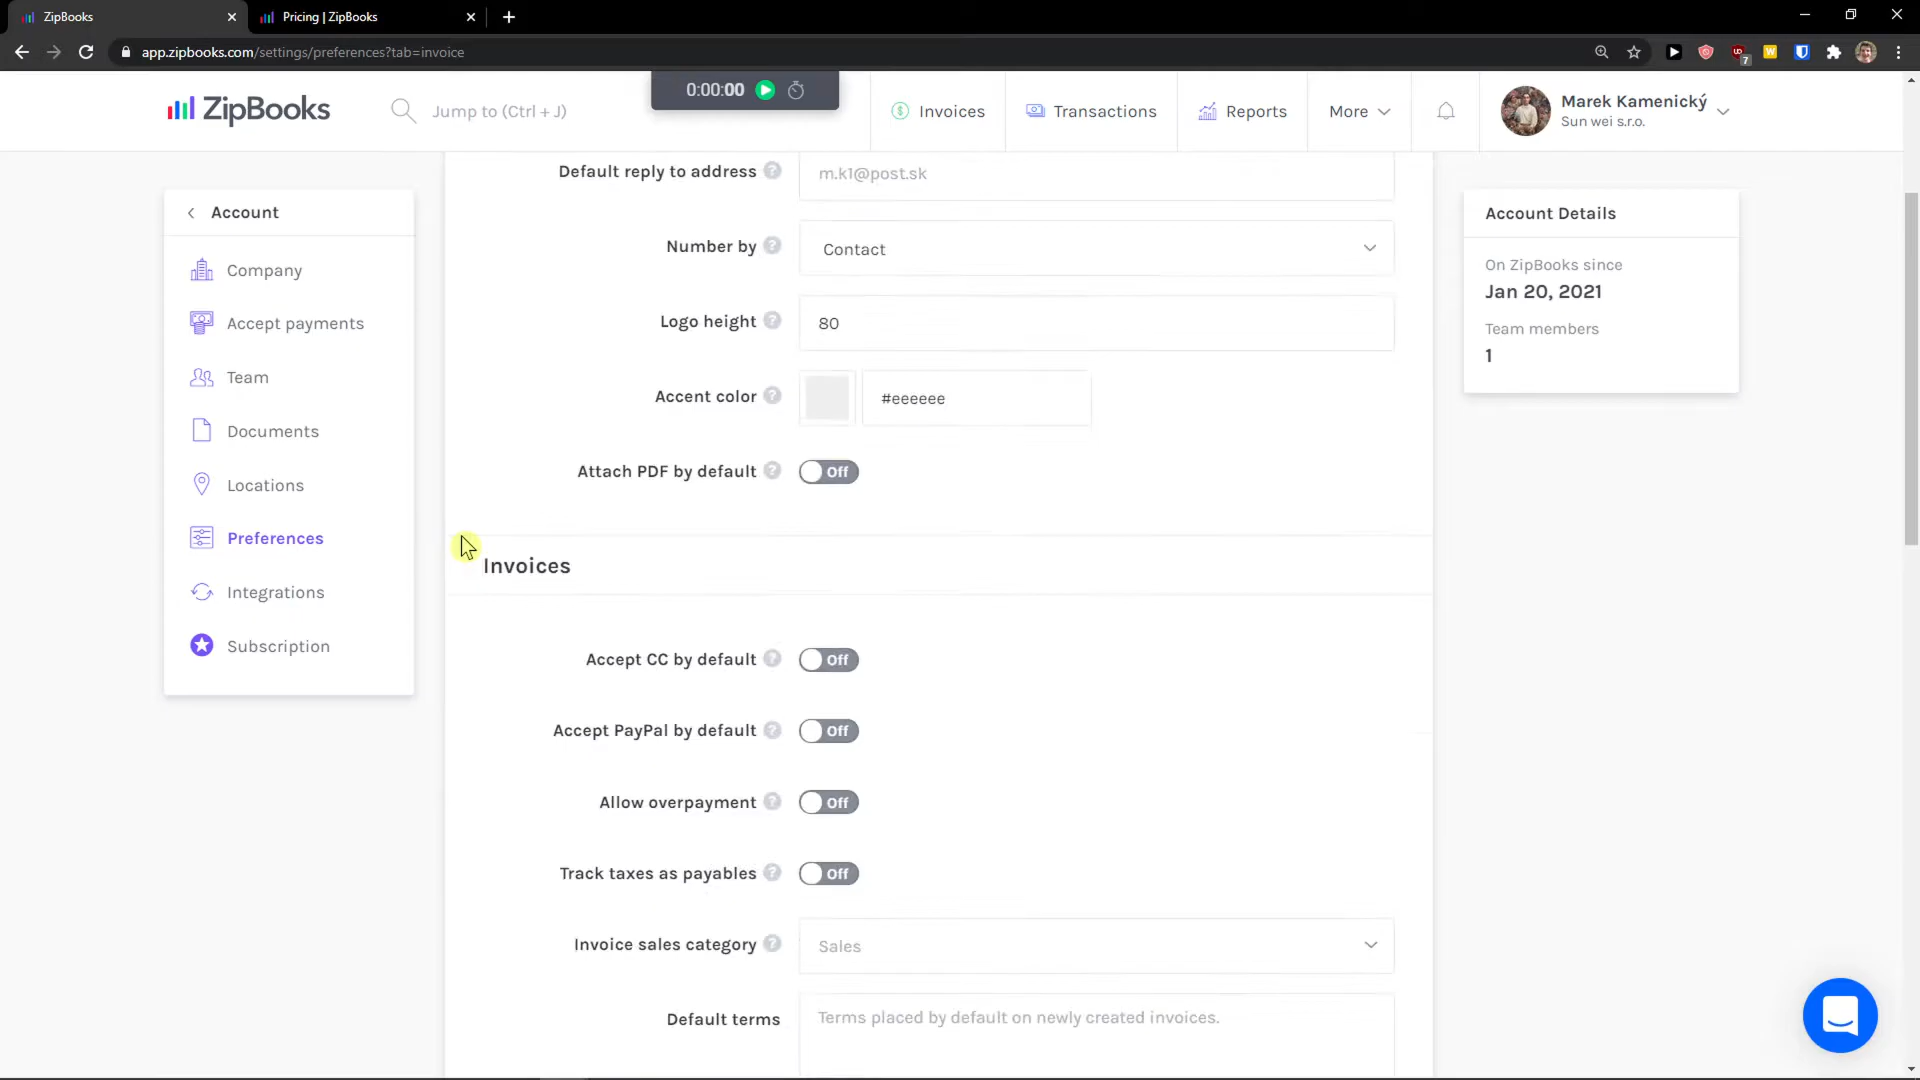 ZipBooks
Pricing | ZipBooks
app.zipbooks.com/settings/preferences?tab=invoice
7
ZipBooks
Jump to (Ctrl + J)
0:00:00
Invoices
Transactions
Reports
More
Marek Kamenický
Sun wei s.r.o.
Account
Company
Accept payments
Team
Documents
Locations
Preferences
Integrations
Subscription
Default reply to address ?
m.k1@post.sk
Number by ?
Contact
Logo height ?
80
Accent color ?
#eeeeee
Attach PDF by default ?
Off
Invoices
Accept CC by default ?
Off
Accept PayPal by default ?
Off
Allow overpayment ?
Off
Track taxes as payables ?
Off
Invoice sales category ?
Sales
Default terms
Terms placed by default on newly created invoices.
Account Details
On ZipBooks since
Jan 20, 2021
Team members
1